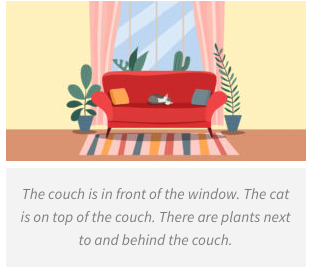 The couch is in front of the window. The cat
is on top of the couch. There are plants next
to and behind the couch.